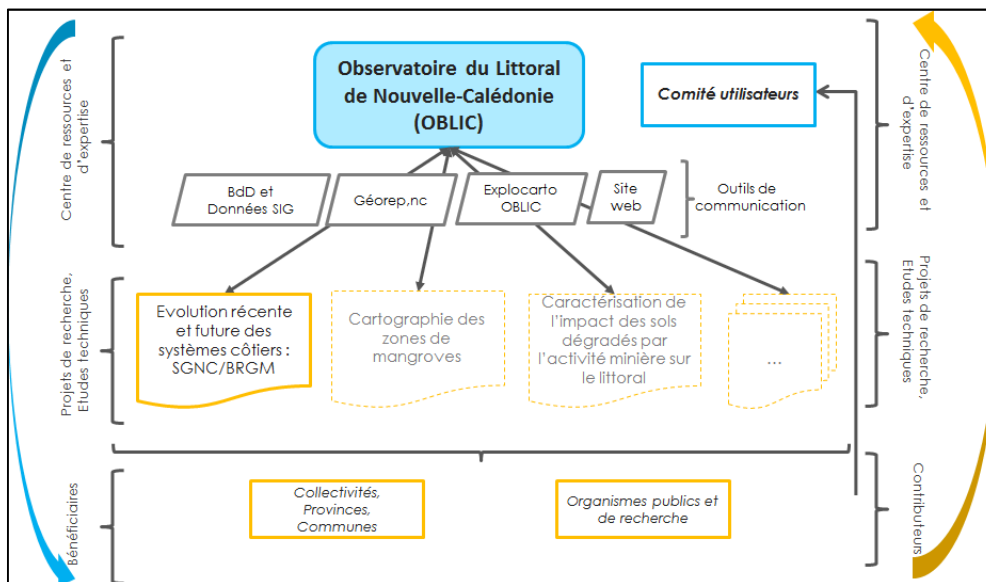 Centre de ressources et
d'expertise
Observatoire du Littoral
de Nouvelle-Calédonie
(OBLIC)
Comité utilisateurs
Centre de ressources et
d'expertise
BdD et
Données SIG
Géorep,nc
Explocarto
OBLIC
Site
web
Outils de
communication
Projets de recherche,
Etudes techniques
Evolution récente
et future des
systèmes côtiers :
SGNC/BRGM
Cartographie des
zones de
mangroves
Caractérisation de
l'impact des sols
dégradés par
l'activité minière sur
le littoral
...
Projets de recherche,
Etudes techniques
Bénéficiaires
Collectivités,
Provinces,
Communes
Organismes publics et
de recherche
Contributeurs